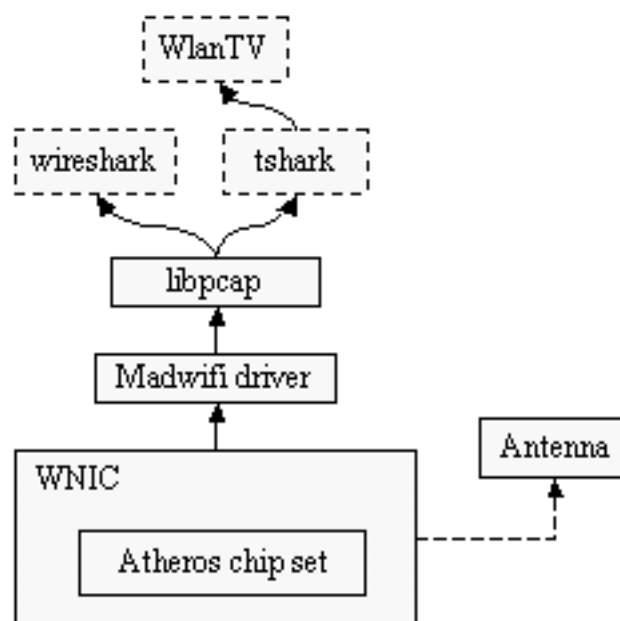 WlanTV
wireshark
tshark
libpcap
Madwifi driver
Antenna
WNIC
Atheros chip set